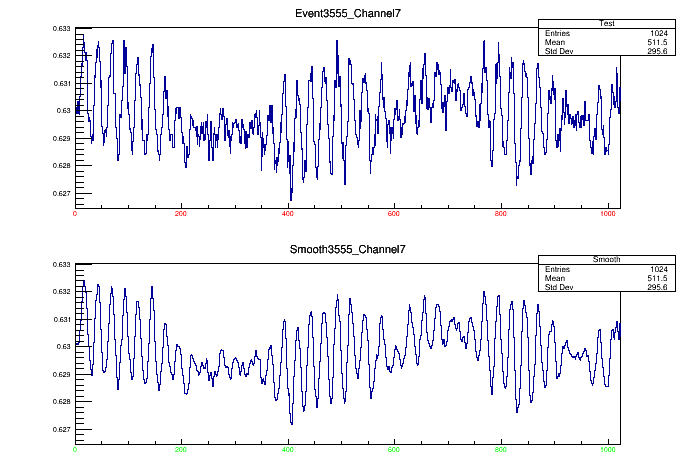 Event3555_Channel7
Test
Entries 1024
Mean 511.5
Std Dev 295.6
0.633
0.632
0.631
0.63
0.629
0.628
0.627
0 200 400 600 800 1000
Smooth3555_Channel7
Smooth
Entries 1024
Mean 511.5
Std Dev 295.6
0.633
0.632
0.631
0.63
0.629
0.628
0.627
0 200 400 600 800 1000